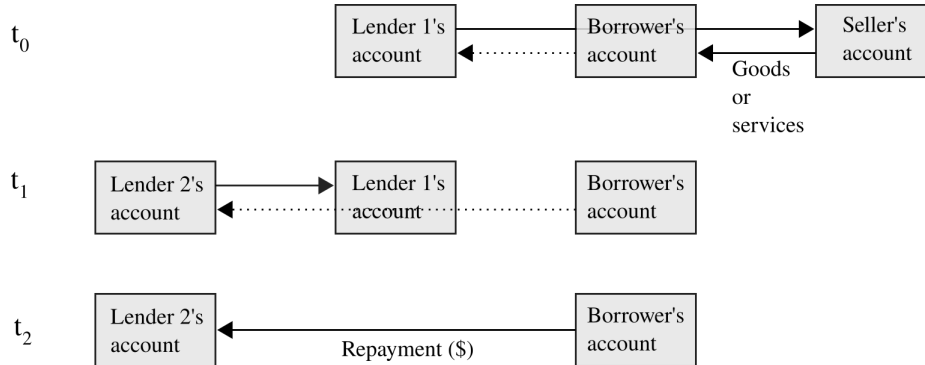 t0
Lender 1's
account
Borrower's
account
Seller's
account
Goods
or
services
t1
Lender 2's
account
Lender 1's
account
Borrower's
account
t2
Lender 2's
account
Borrower's
account
Repayment ($)